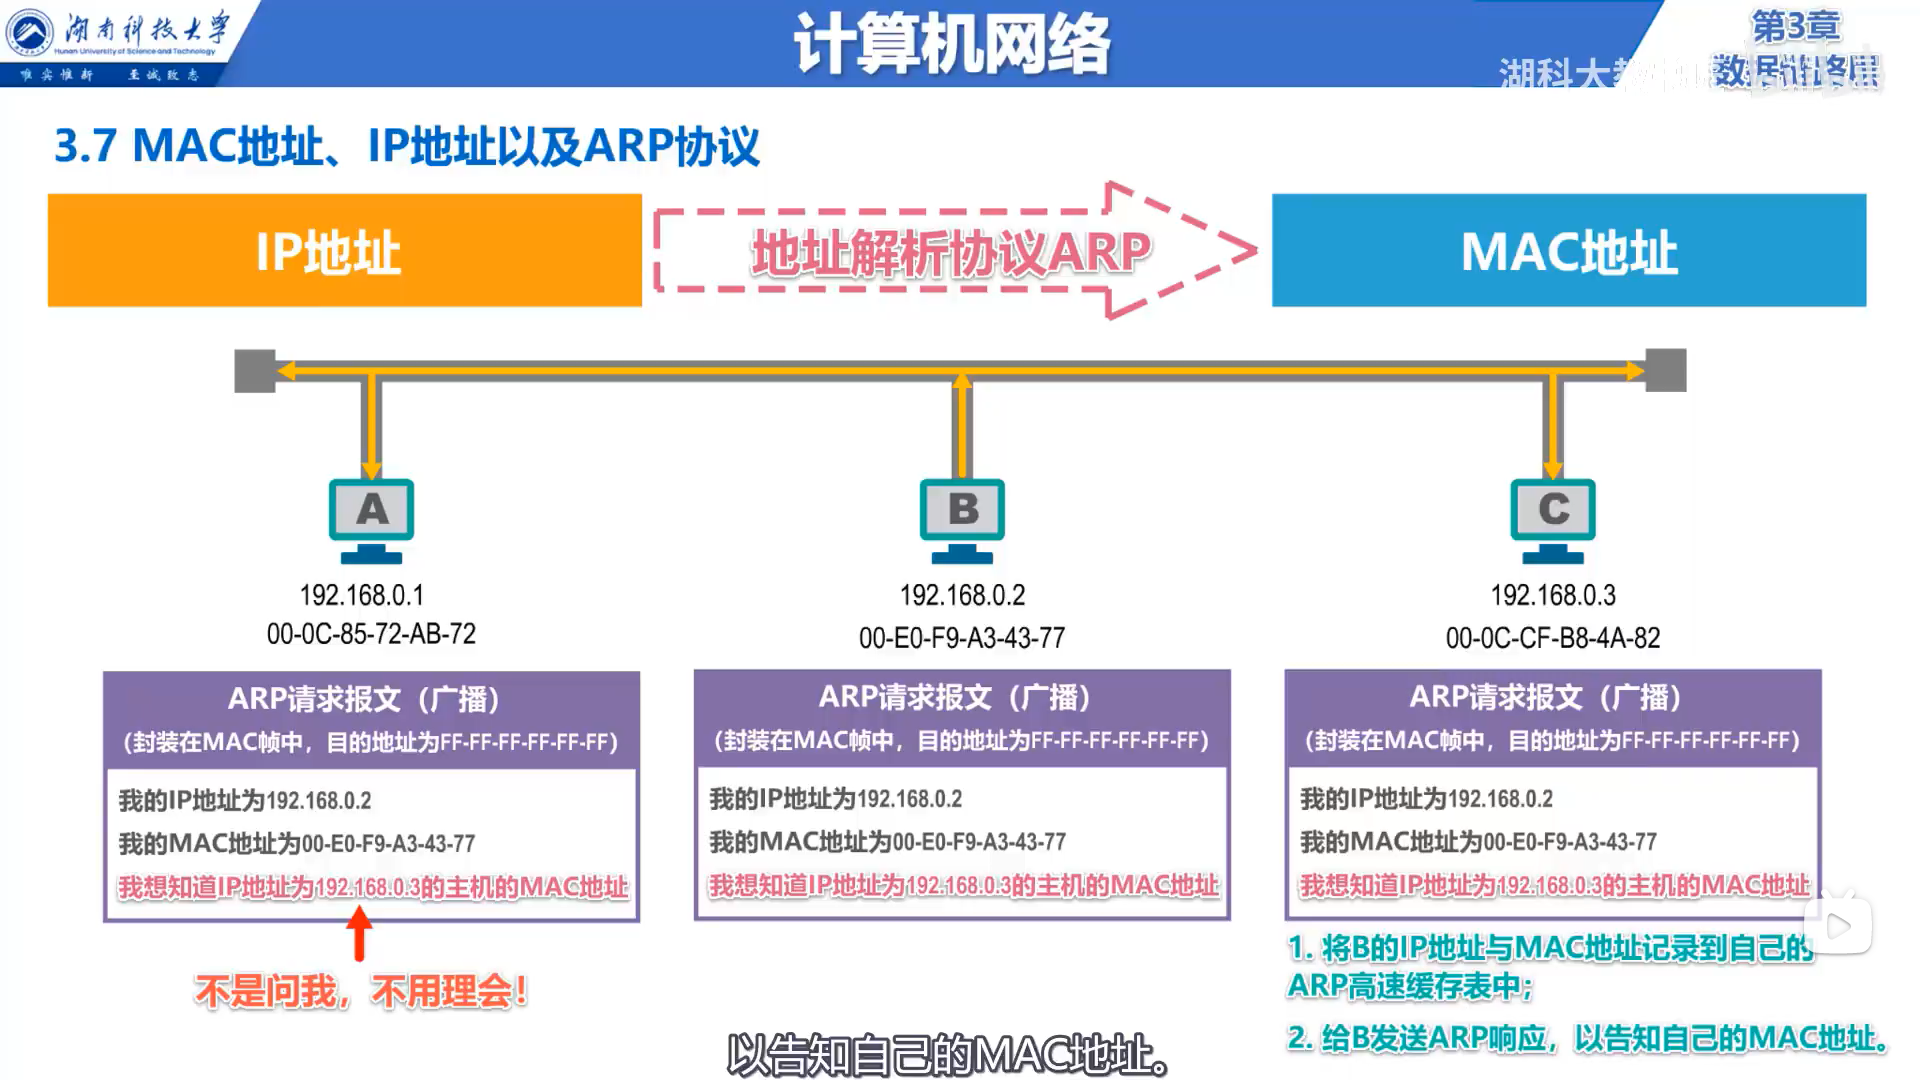 湖南科技大学
Hunan University of Science and Technology
唯实惟新 至诚致志
计算机网络
第3章
数据链路层
湖科大教
3.7 MAC地址、IP地址以及ARP协议
IP地址
地址解析协议ARP
MAC地址
A
B
C
192.168.0.1
00-0C-85-72-AB-72
192.168.0.2
00-E0-F9-A3-43-77
192.168.0.3
00-0C-CF-B8-4A-82
ARP请求报文（广播）
（封装在MAC帧中，目的地址为FF-FF-FF-FF-FF-FF）
我的IP地址为192.168.0.2
我的MAC地址为00-E0-F9-A3-43-77
我想知道IP地址为192.168.0.3的主机的MAC地址
不是问我，不用理会！
ARP请求报文（广播）
（封装在MAC帧中，目的地址为FF-FF-FF-FF-FF-FF）
我的IP地址为192.168.0.2
我的MAC地址为00-E0-F9-A3-43-77
我想知道IP地址为192.168.0.3的主机的MAC地址
ARP请求报文（广播）
（封装在MAC帧中，目的地址为FF-FF-FF-FF-FF-FF）
我的IP地址为192.168.0.2
我的MAC地址为00-E0-F9-A3-43-77
我想知道IP地址为192.168.0.3的主机的MAC地址
1. 将B的IP地址与MAC地址记录到自己的
ARP高速缓存表中；
2. 给B发送ARP响应，以告知自己的MAC地址。
以告知自己的MAC地址。